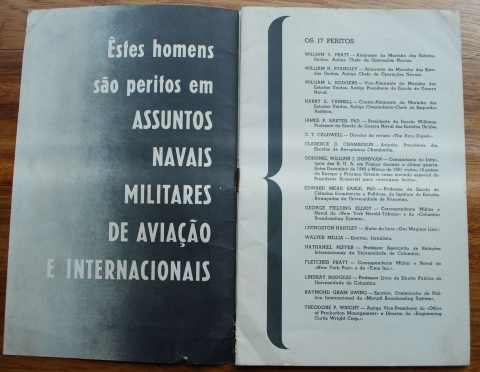 Êstes homens
são peritos em
ASSUNTOS
NAVAIS
MILITARES
DE AVIAÇÃO
E INTERNACIONAIS
OS 17 PERITOS
WILLIAM V. PRATT — Almirante da Marinha dos Estados
Unidos. Antigo Chefe de Operações Navais.
WILLIAM H. STANDLEY — Almirante da Marinha dos Esta-
dos Unidos. Antigo Chefe de Operações Navais.
WILLIAM L. RODGERS — Vice-Almirante da Marinha dos
Estados Unidos. Antigo Presidente da Escola de Guerra
Naval.
HARRY E. YARNELL — Contra-Almirante da Marinha dos
Estados Unidos. Antigo Comandante-Chefe da Esquadra
Asiática.
JAMES P. BAXTER, PhD. — Presidente da Escola Williams.
Professor da Escola de Guerra Naval dos Estados Unidos.
C. Y. CALDWELL — Director da revista «The Aero Digest».
CLARENCE D. CHAMBERLIN — Aviador. Presidente das
Escolas de Aeroplanos Chamberlin.
CORONEL WILLIAM J. DONOVAN — Comandante da Infan-
taria dos E. U. A. em França durante a última guerra.
Entre Dezembro de 1940 e Março de 1941 visitou 10 países
da Europa e Próximo Oriente como enviado especial do
Presidente Roosevelt para «averiguar factos».
EDWARD MEAD EARLE, PhD. — Professor da Escola de
Ciências Económicas e Políticas, do Instituto de Estudos
Avançados da Universidade de Princeton.
GEORGE FIELDING ELIOT — Correspondente Militar e
Naval do «New York Herald Tribune» e da «Columbia
Broadcasting System».
LIVINGSTON HARTLEY — Autor do livro «Our Maginot Line».
WALTER MILLIS — Escritor, Jornalista.
NATHANIEL PEFFER — Professor Associado de Relações
Internacionais da Universidade de Columbia.
FLETCHER PRATT — Correspondente Militar e Naval do
«New York Post» e da «Time Inc.».
LINDSAY RODGERS — Professor Livre de Direito Público da
Universidade de Columbia.
RAYMOND GRAM SWING — Escritor, Comentador de Polí-
tica Internacional da «Mutual Broadcasting System».
THEODORE P. WRIGHT — Antigo Vice-Presidente da «Office
of Production Management» e Director da «Engineering
Curtis Wright Corp.».